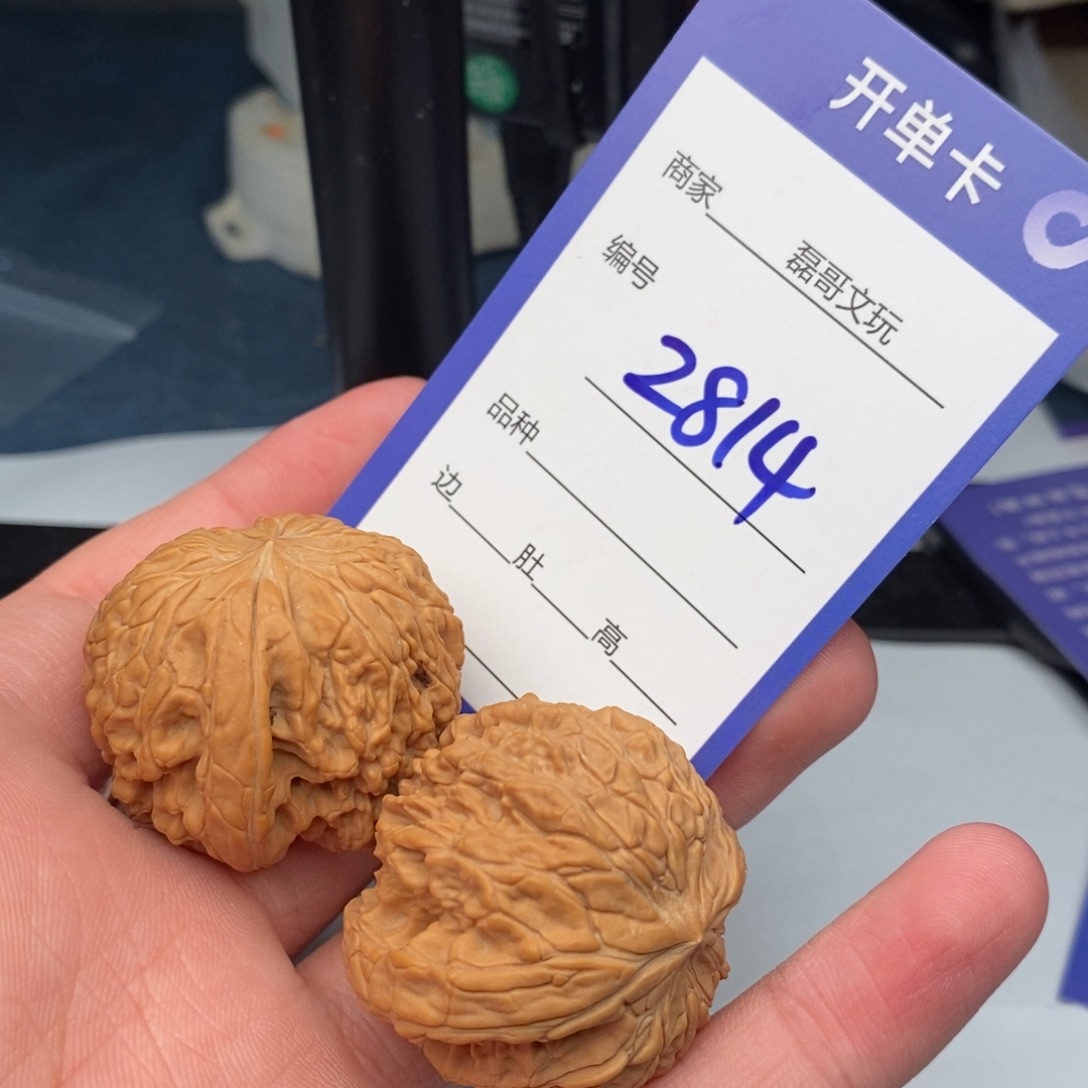 开单卡
商家 磊哥文玩
编号
2814
品种
边 肚 高